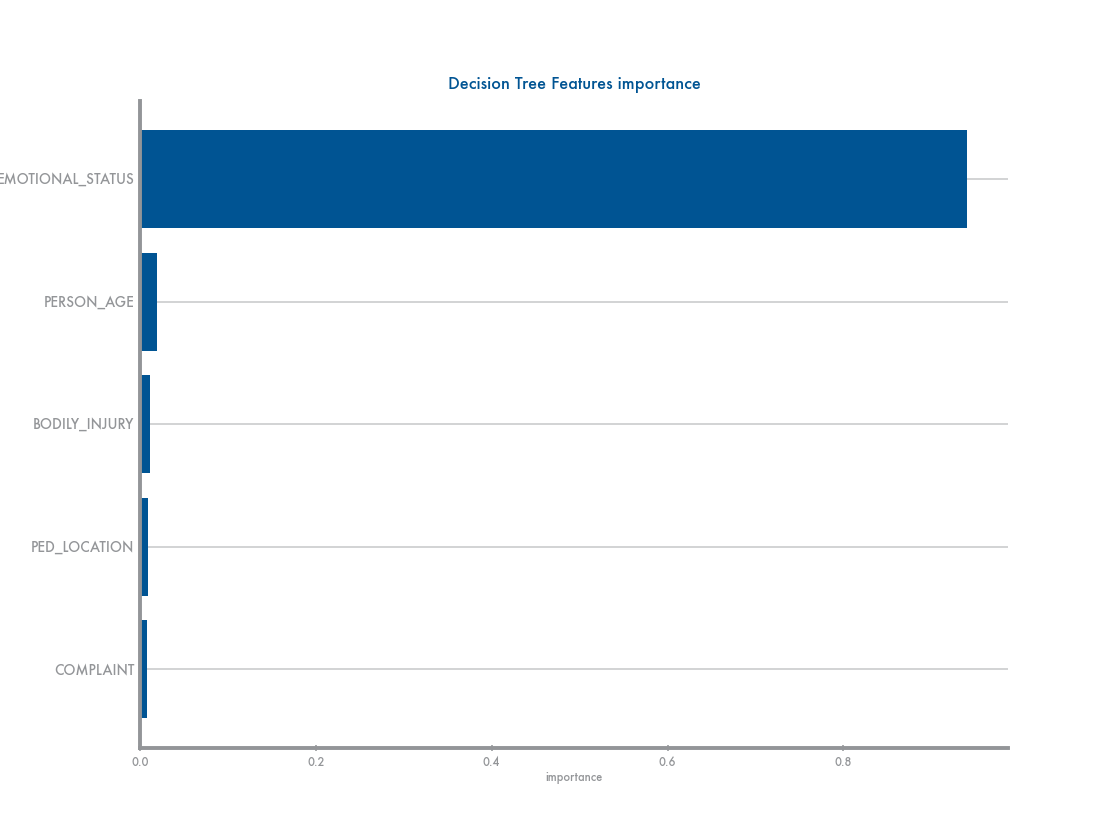 Decision Tree Features importance
EMOTIONAL_STATUS
PERSON_AGE
BODILY_INJURY
PED_LOCATION
COMPLAINT
0.0 0.2 0.4 0.6 0.8
importance